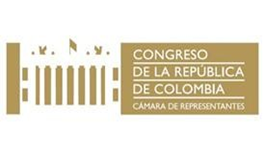 CONGRESO
DE LA REPÚBLICA
DE COLOMBIA
CÁMARA DE REPRESENTANTES